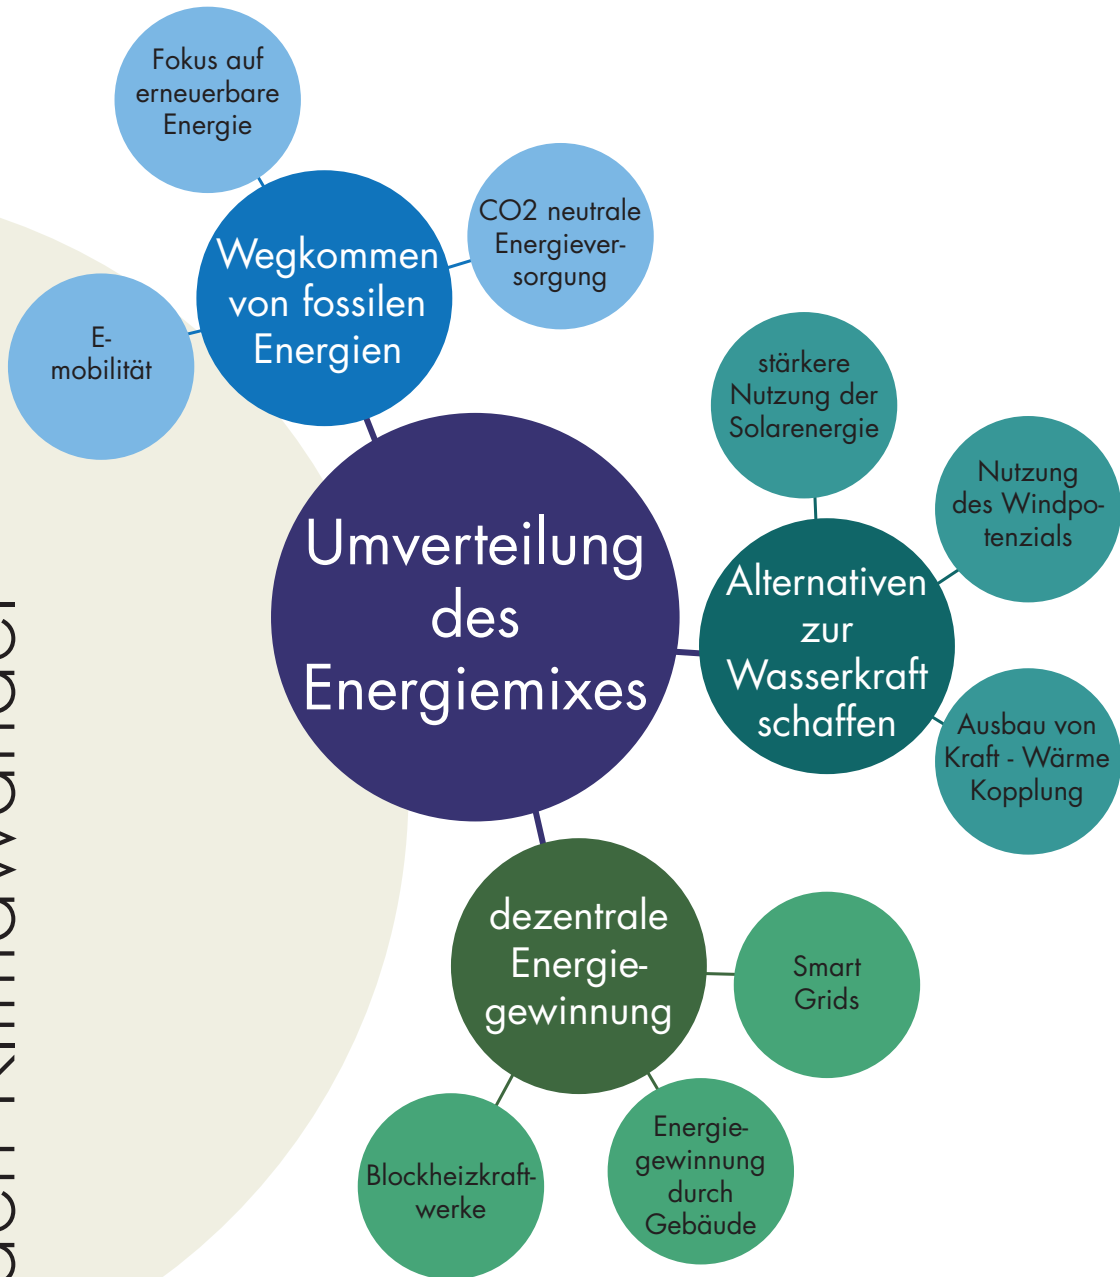 Fokus auf
erneuerbare
Energie
CO2 neutrale
Energiever-
sorgung
Wegkommen
von fossilen
Energien
E-
mobilität
stärkere
Nutzung der
Solarenergie
Nutzung
des Windpo-
tenzials
Umverteilung
des
Energiemixes
Alternativen
zur
Wasserkraft
schaffen
Ausbau von
Kraft - Wärme
Kopplung
dezentrale
Energie-
gewinnung
Smart
Grids
Energie-
gewinnung
durch
Gebäude
Blockheizkraft-
werke